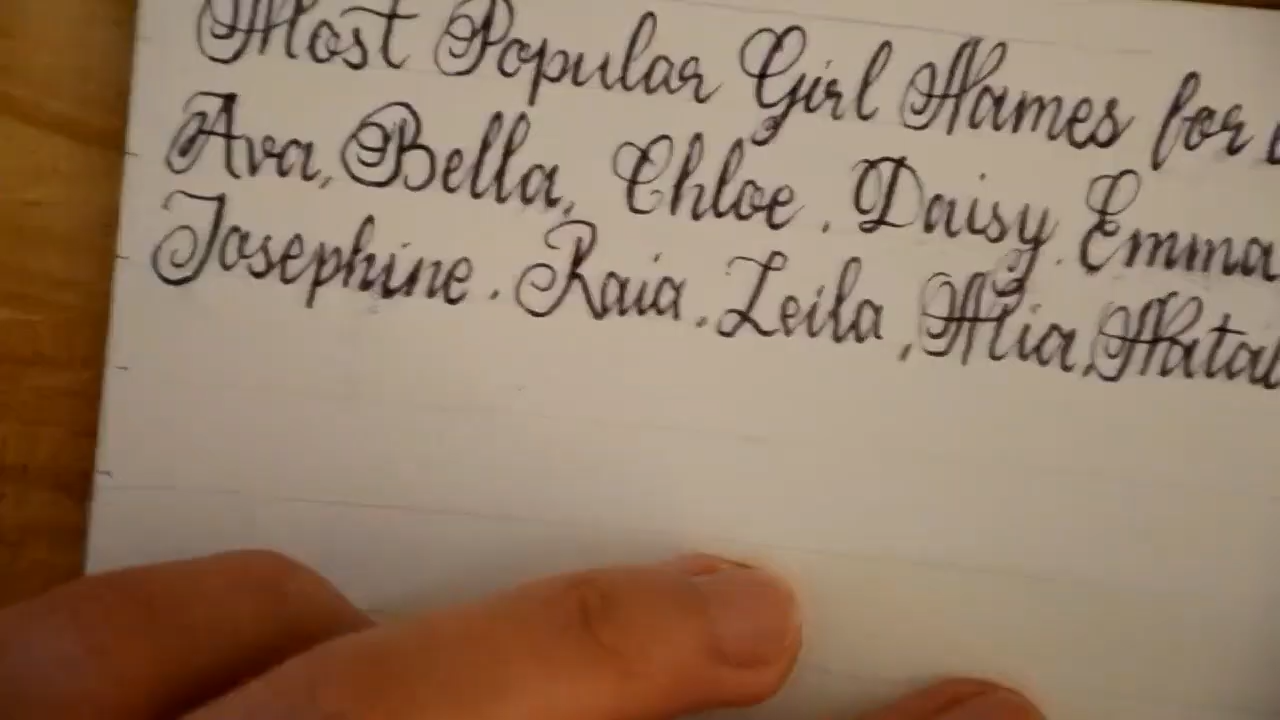 Most Popular Girl Names for
Ava, Bella, Chloe, Daisy, Emma
Josephine, Kaia, Leila, Mia,